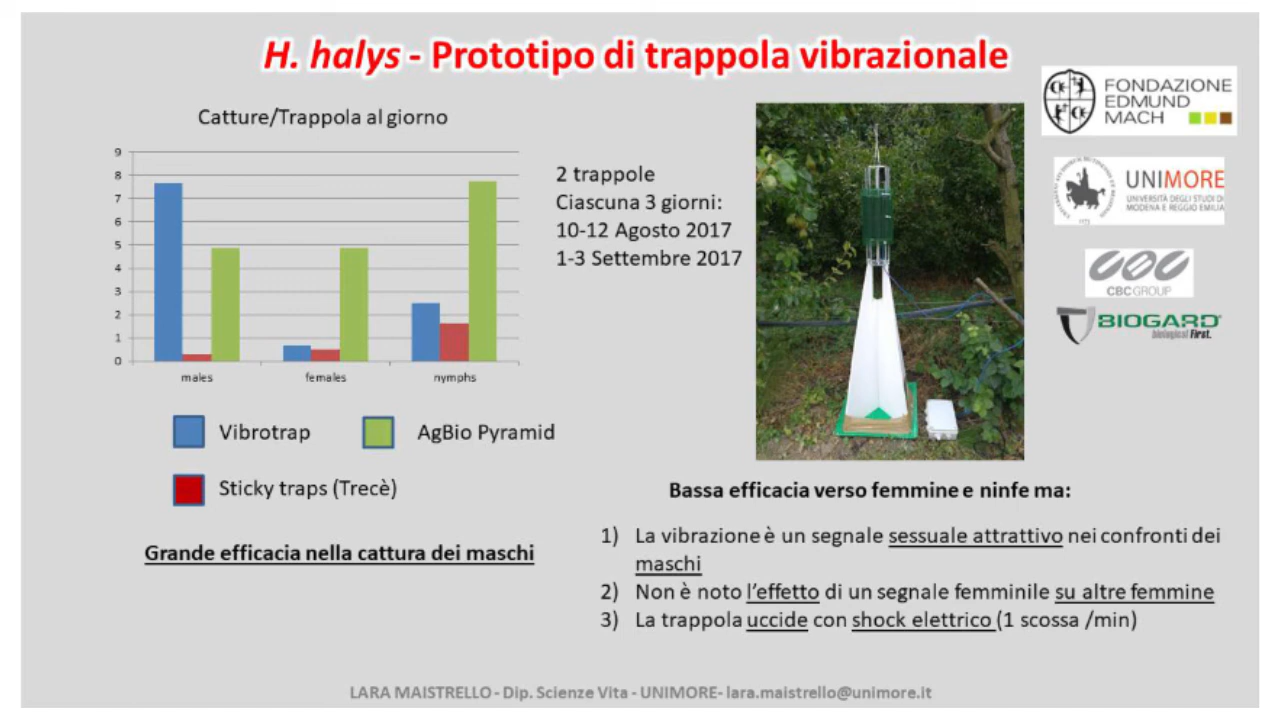 H. halys - Prototipo di trappola vibrazionale
Catture/Trappola al giorno
9
8
7
6
5
4
3
2
1
0
males females nymphs
Vibrotrap
AgBio Pyramid
Sticky traps (Trecè)
Grande efficacia nella cattura dei maschi
2 trappole
Ciascuna 3 giorni:
10-12 Agosto 2017
1-3 Settembre 2017
FONDAZIONE
EDMUND
MACH
UNIMORE
UNIVERSITÀ DEGLI STUDI DI
MODENA E REGGIO EMILIA
CBC
CBC GROUP
BIOGARD
biological First.
Bassa efficacia verso femmine e ninfe ma:
1) La vibrazione è un segnale sessuale attrattivo nei confronti dei
maschi
2) Non è noto l'effetto di un segnale femminile su altre femmine
3) La trappola uccide con shock elettrico (1 scossa /min)
LARA MAISTRELLO - Dip. Scienze Vita - UNIMORE- lara.maistrello@unimore.it